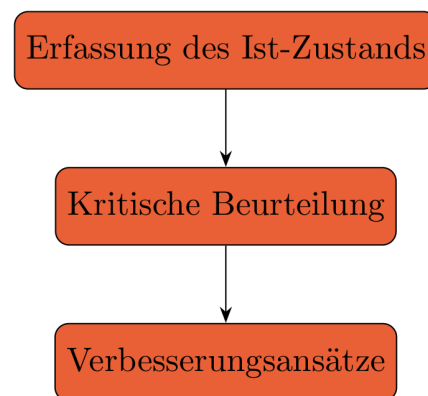 Erfassung des Ist-Zustands
Kritische Beurteilung
Verbesserungsansätze